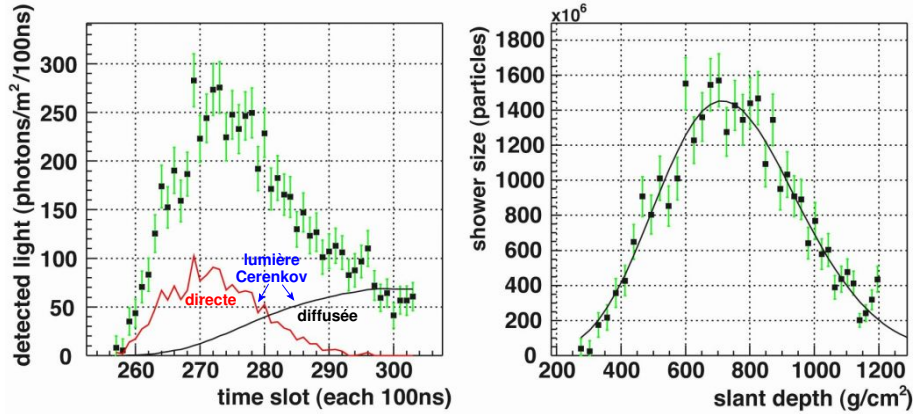 detected light (photons/m²/100ns)
300
250
200
150
100
50
0
lumière
Cerenkov
directe
diffusée
260 270 280 290 300
time slot (each 100ns)
×10⁶
shower size (particles)
1800
1600
1400
1200
1000
800
600
400
200
0
200 400 600 800 1000 1200
slant depth (g/cm²)